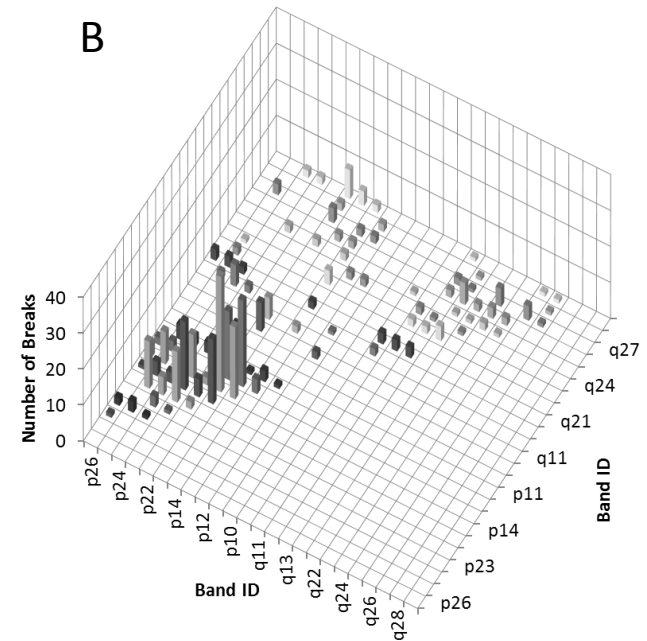 B
Number of Breaks
40
30
20
10
0
p26
p24
p22
p14
p12
p10
q11
q13
q22
q24
q26
q28
Band ID
q27
q24
q21
q11
p11
p14
p23
p26
Band ID